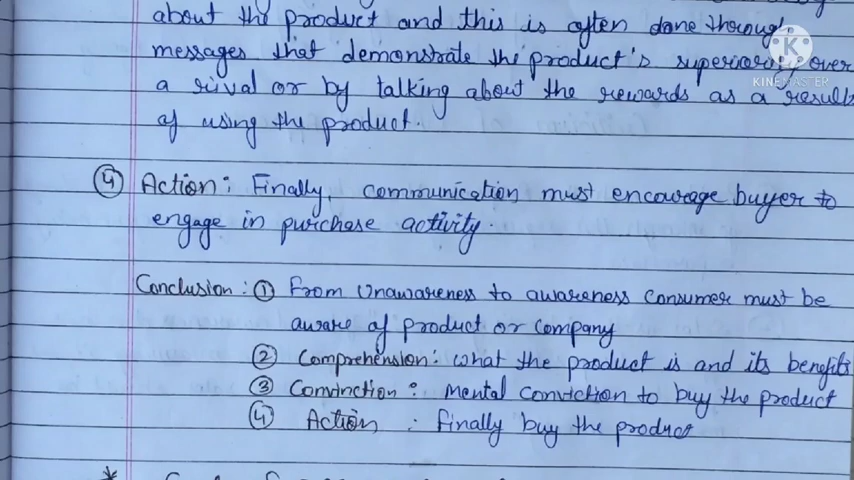 about the product and this is often done through
messages that demonstrate the product's superiority over
a rival or by talking about the rewards as a results
of using the product.
④ Action: Finally, communication must encourage buyer to
engage in purchase activity.
Conclusion: ① From Unawareness to awareness consumer must be
aware of product or company
② Comprehension: what the product is and its benefits
③ Conviction: Mental conviction to buy the product
④ Action: Finally buy the product
*
K
KINEMASTER